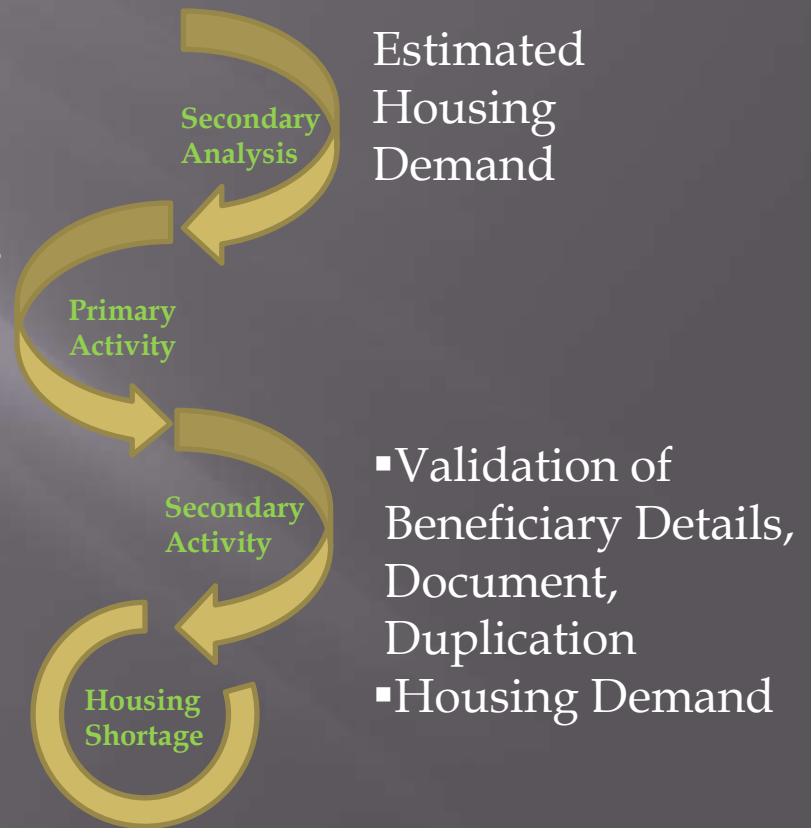 Secondary
Analysis
Estimated
Housing
Demand
Primary
Activity
Secondary
Activity
▪Validation of
Beneficiary Details,
Document,
Duplication
▪Housing Demand
Housing
Shortage